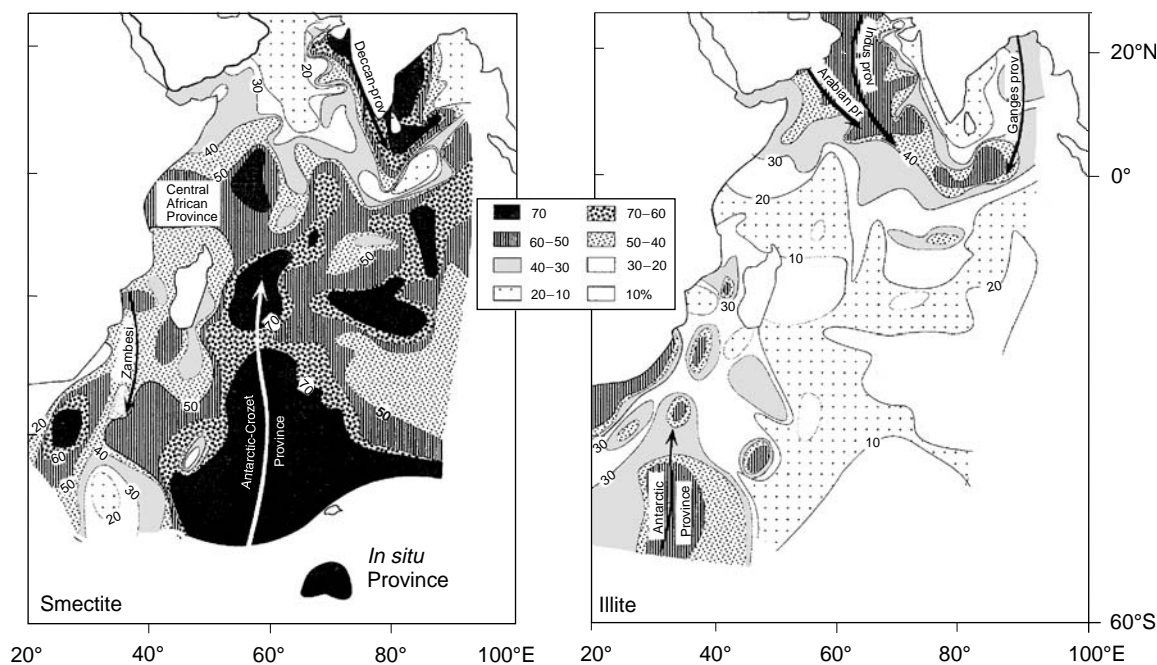 20
30
Deccan-prov
40
50
Central
African
Province
50
Zambesi
70
70
50
50
20
60
50
40
30
20
Antarctic-Crozet
Province
In situ
Province
Smectite
20° 40° 60° 80° 100°E
70 70–60
60–50 50–40
40–30 30–20
20–10 10%
Indus prov
Arabian pr
Ganges prov
40
30
20
10
20
30
10
30
30
Antarctic
Province
Illite
20° 40° 60° 80° 100°E
20°N
0°
60°S